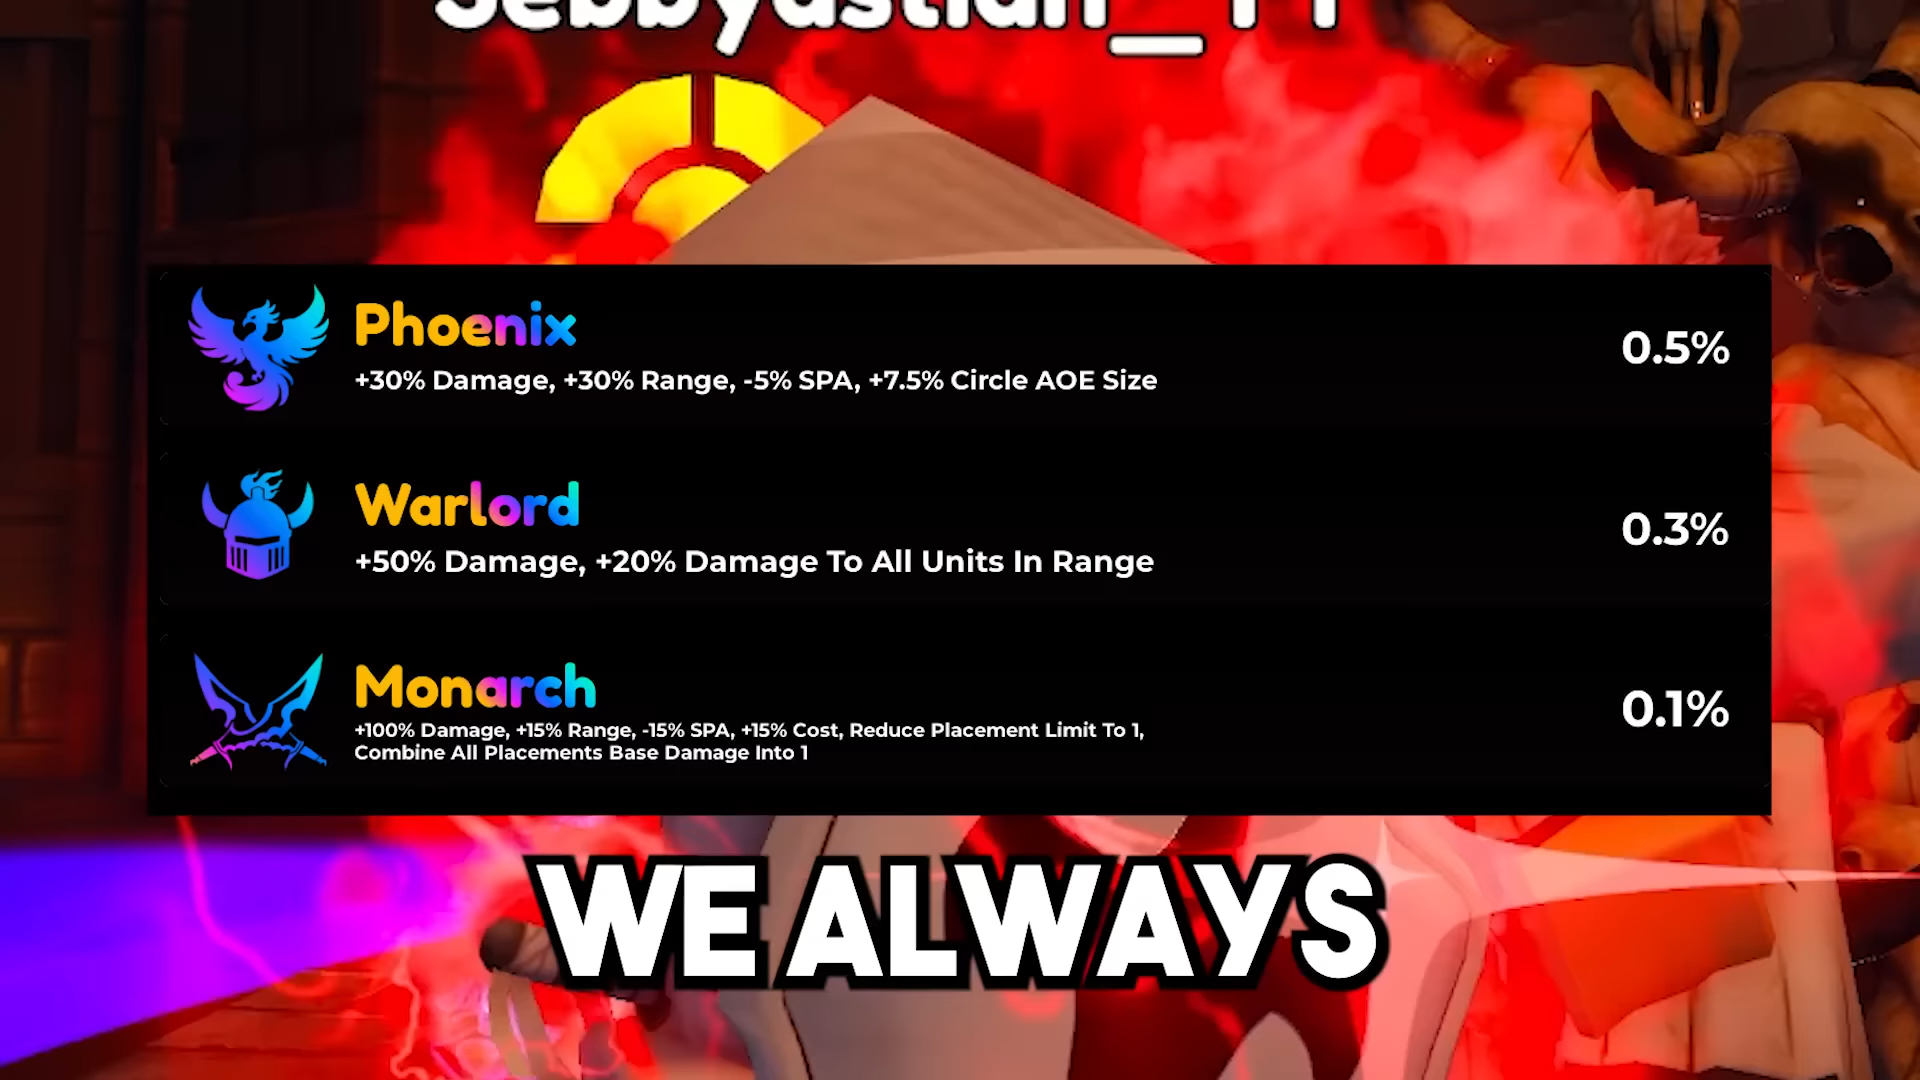 Sebbyastian_YT
Phoenix
+30% Damage, +30% Range, -5% SPA, +7.5% Circle AOE Size
0.5%
Warlord
+50% Damage, +20% Damage To All Units In Range
0.3%
Monarch
+100% Damage, +15% Range, -15% SPA, +15% Cost, Reduce Placement Limit To 1,
Combine All Placements Base Damage Into 1
0.1%
WE ALWAYS